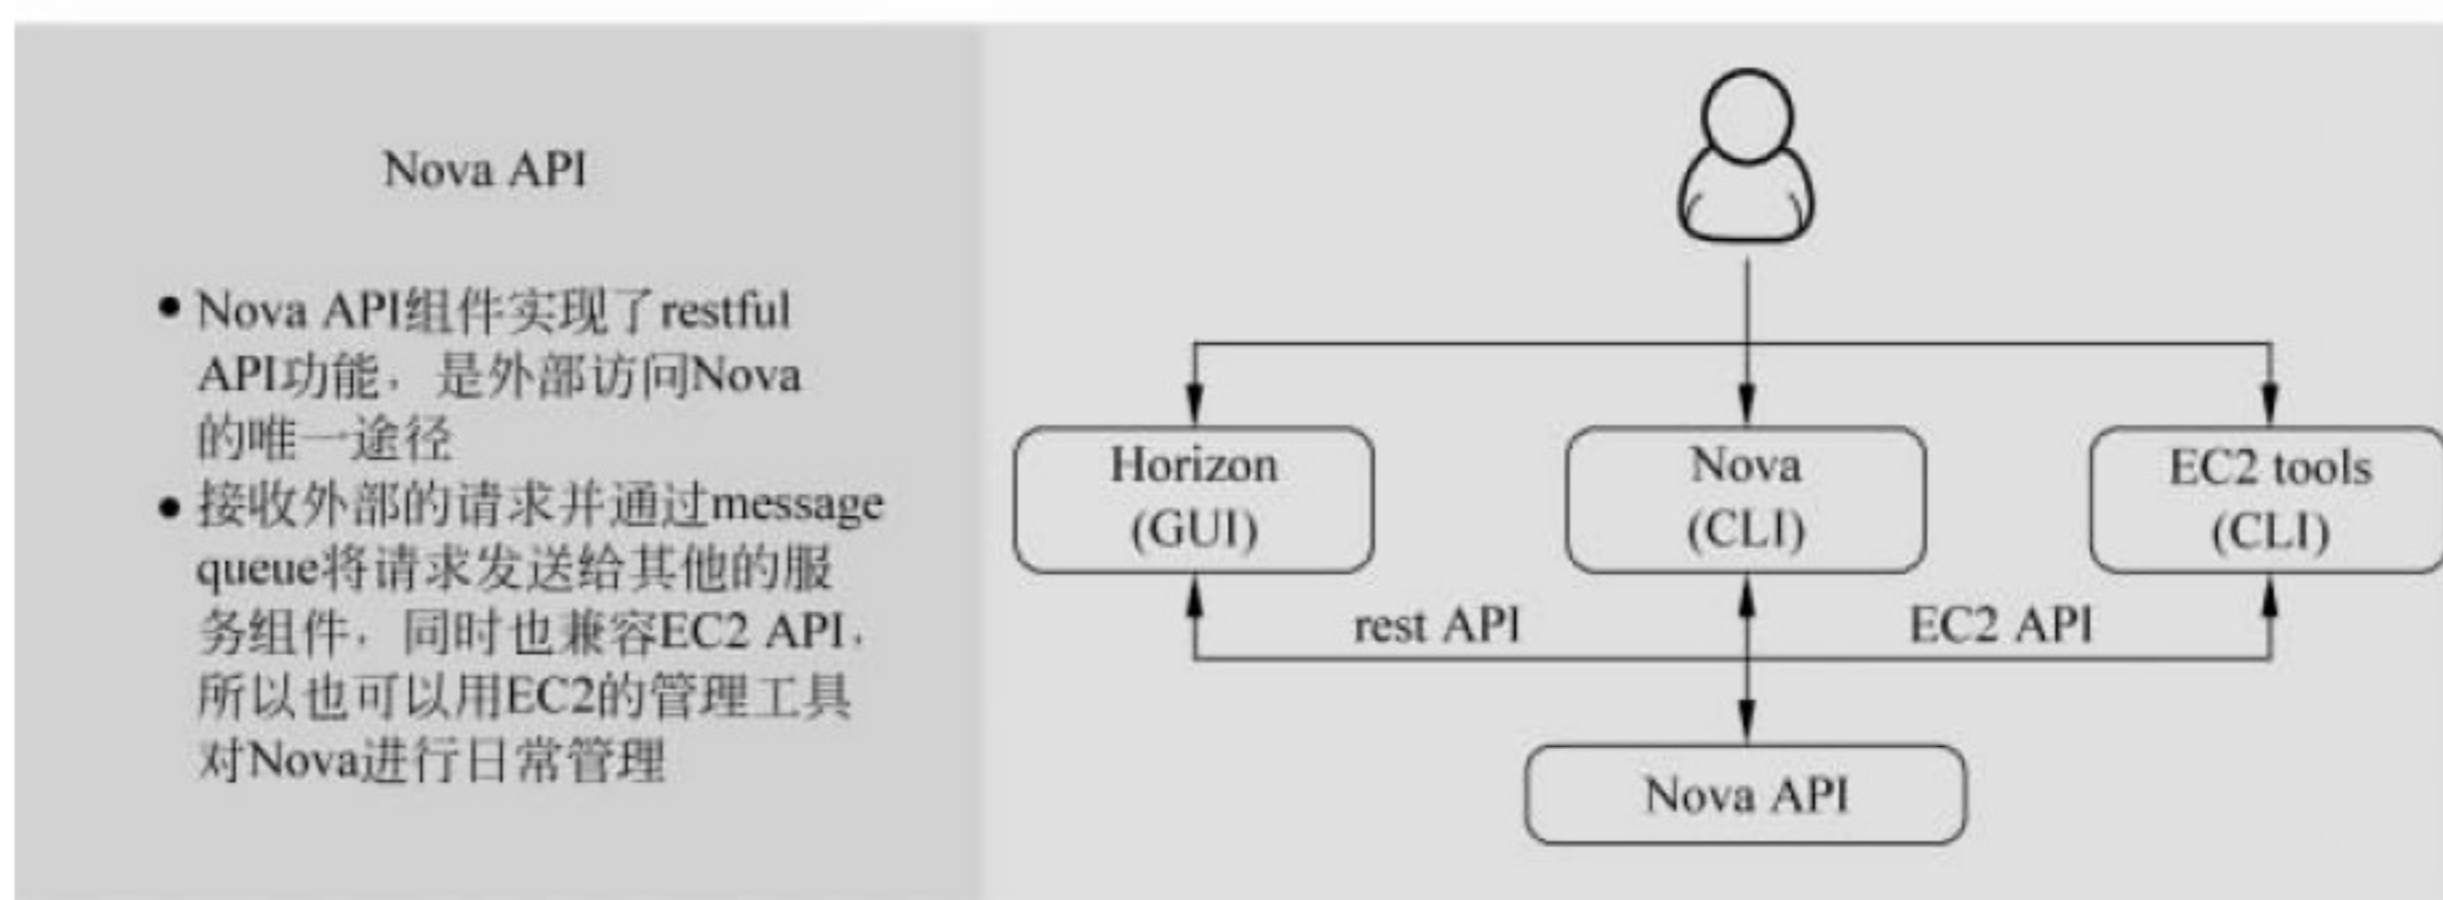 Nova API
● Nova API组件实现了restful
API功能，是外部访问Nova
的唯一途径
● 接收外部的请求并通过message
queue将请求发送给其他的服
务组件，同时也兼容EC2 API，
所以也可以用EC2的管理工具
对Nova进行日常管理
Horizon
(GUI)
Nova
(CLI)
EC2 tools
(CLI)
rest API
EC2 API
Nova API